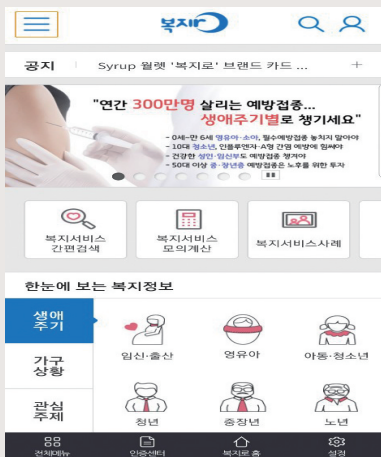 복지로
공지 Syrup 월렛 '복지로' 브랜드 카드 ... +
"연간 300만명 살리는 예방접종...
생애주기별로 챙기세요"
- 0세~만 6세 영유아·소아, 필수예방접종 놓치지 말아야
- 10대 청소년, 인플루엔자·A형 간염 예방에 힘써야
- 건강한 성인·임산부도 예방접종 챙겨야
- 50대 이상 중·장년층 예방접종은 노후를 위한 투자
복지서비스
간편검색
복지서비스
모의계산
복지서비스사례
한눈에 보는 복지정보
생애
주기
임신·출산 영유아 아동·청소년
가구
상황
관심
주제
청년 중장년 노년
전체메뉴 인증센터 복지로 홈 설정